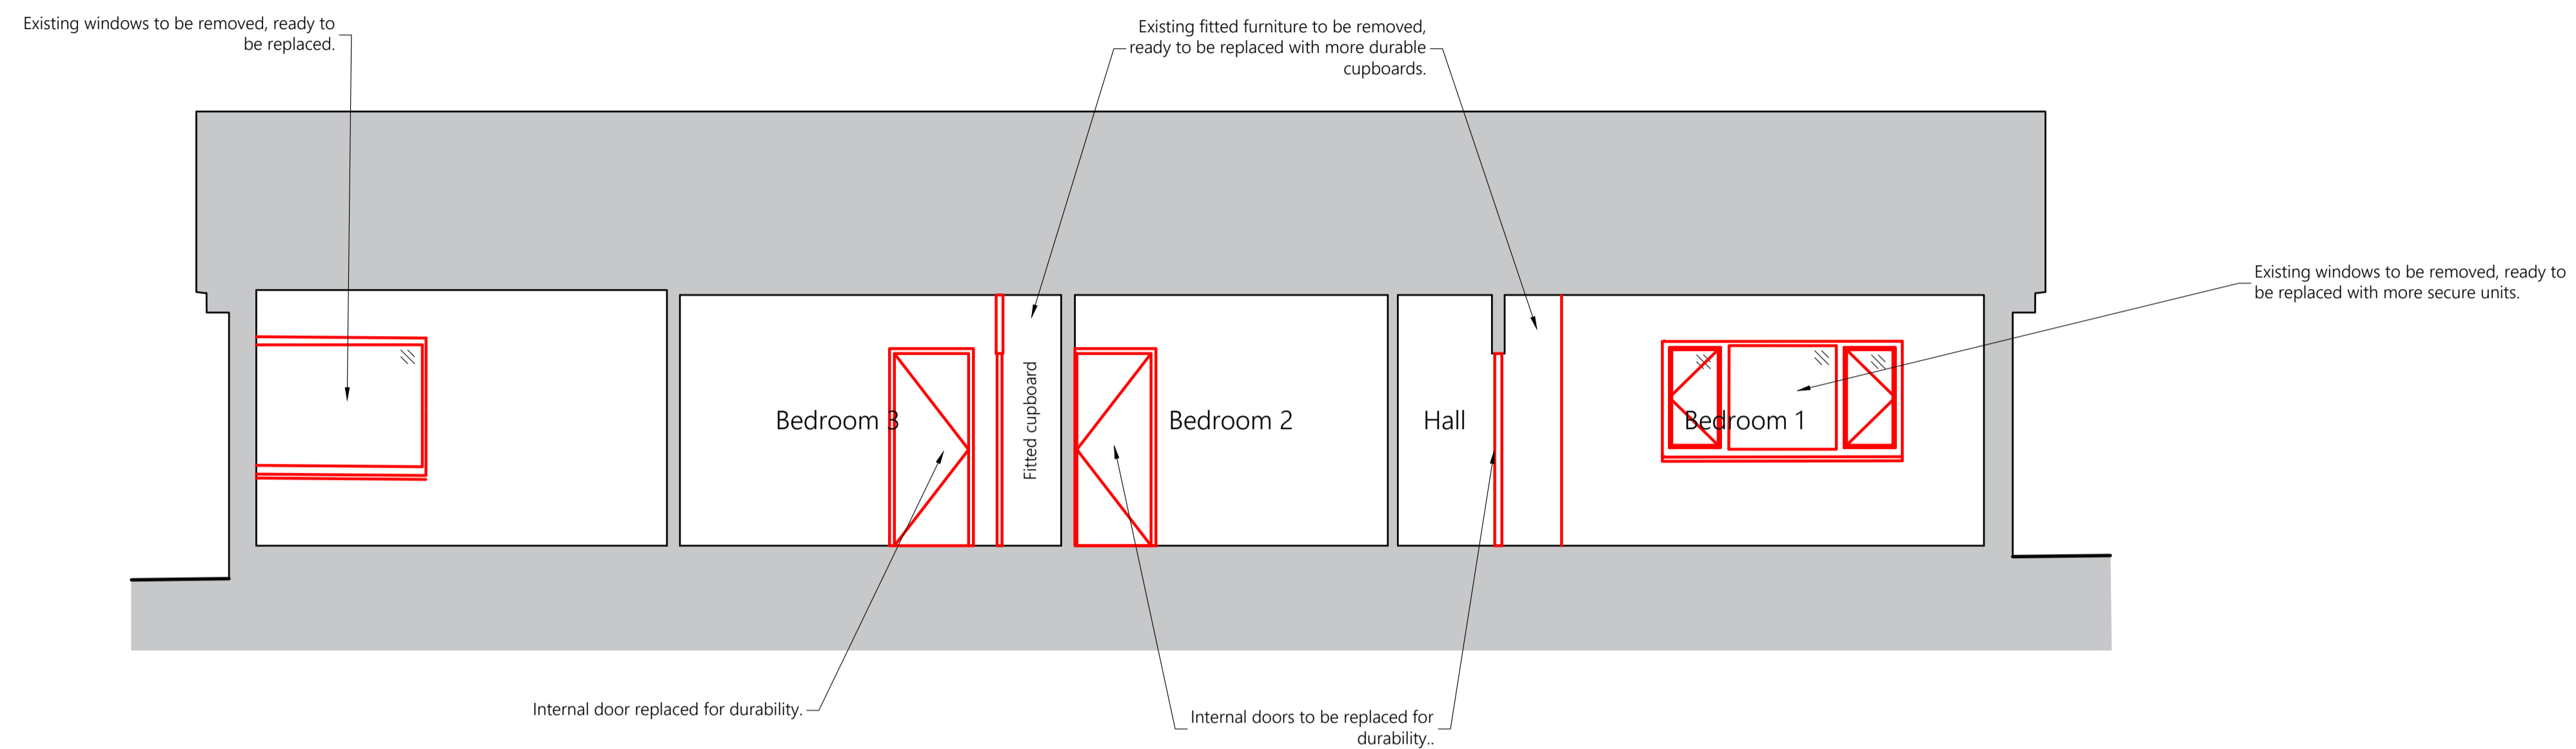 Existing windows to be removed, ready to
be replaced.
Existing fitted furniture to be removed,
ready to be replaced with more durable
cupboards.
Existing windows to be removed, ready to
be replaced with more secure units.
Bedroom 3
Fitted cupboard
Bedroom 2
Hall
Bedroom 1
Internal door replaced for durability.
Internal doors to be replaced for
durability..